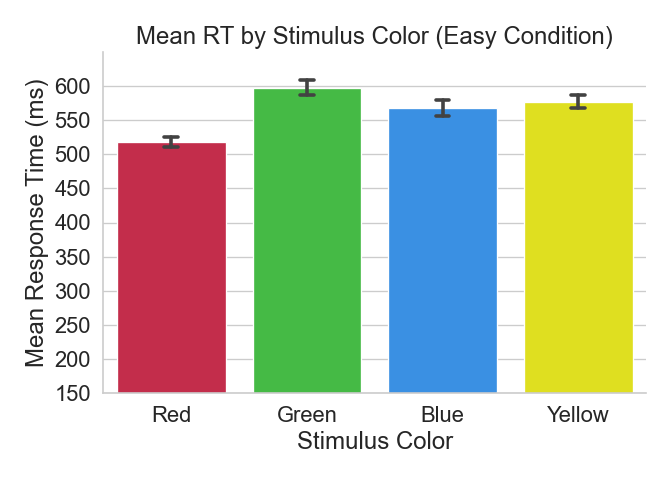 Mean RT by Stimulus Color (Easy Condition)
Mean Response Time (ms)
600
550
500
450
400
350
300
250
200
150
Red Green Blue Yellow
Stimulus Color